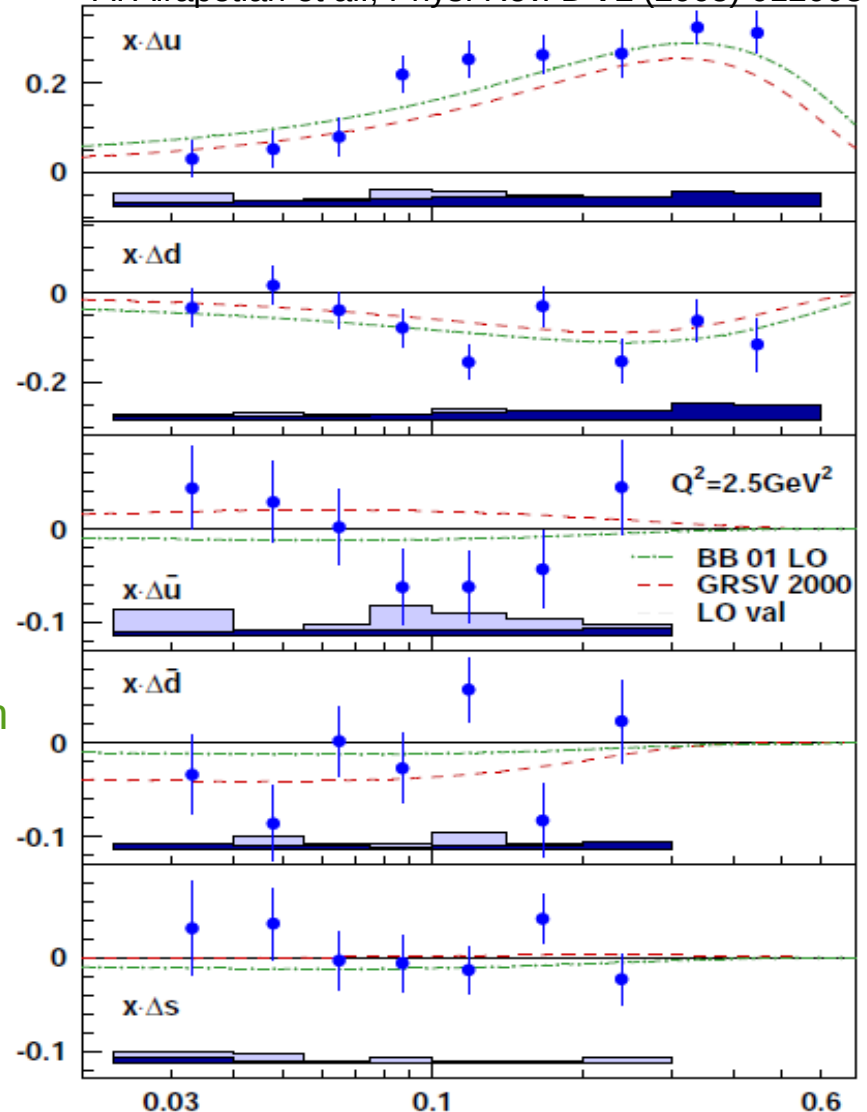 x·Δu
0.2
0
x·Δd
0
-0.2
Q²=2.5GeV²
0
BB 01 LO
x·Δū
GRSV 2000
-0.1
LO val
x·Δd̄
n
0
-0.1
0
x·Δs
-0.1
0.03 0.1 0.6